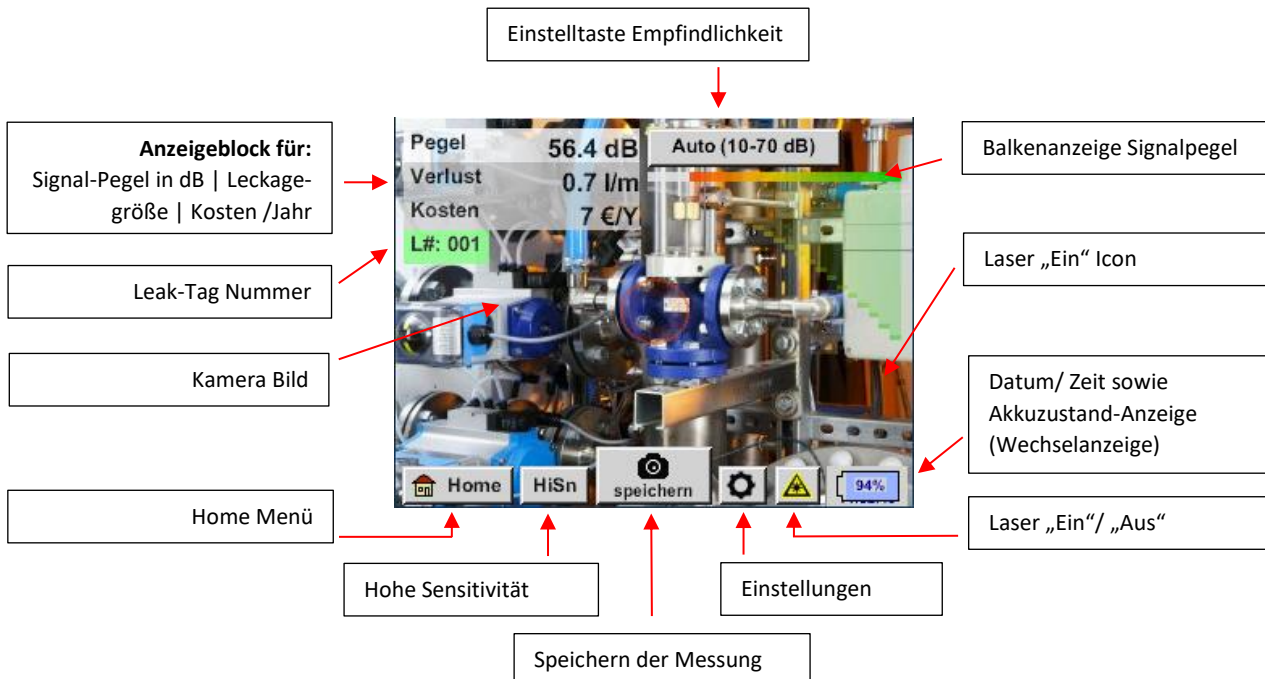 Einstelltaste Empfindlichkeit
Anzeigeblock für:
Signal-Pegel in dB | Leckage-
größe | Kosten /Jahr
Leak-Tag Nummer
Kamera Bild
Home Menü
Pegel 56.4 dB
Verlust 0.7 l/m
Kosten 7 €/Y
L#: 001
Auto (10-70 dB)
Home
HiSn
speichern
94%
Balkenanzeige Signalpegel
Laser „Ein“ Icon
Datum/ Zeit sowie
Akkuzustand-Anzeige
(Wechselanzeige)
Laser „Ein“/ „Aus“
Hohe Sensitivität
Einstellungen
Speichern der Messung